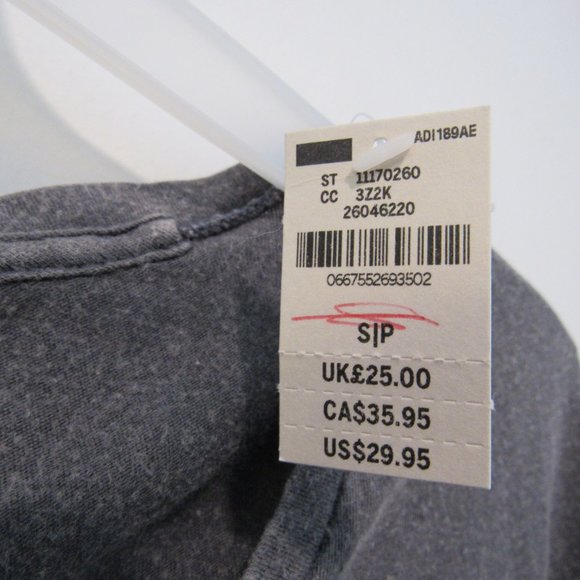 ADI189AE
ST 11170260
CC 3Z2K
26046220
0667552693502
S|P
UK£25.00
CA$35.95
US$29.95